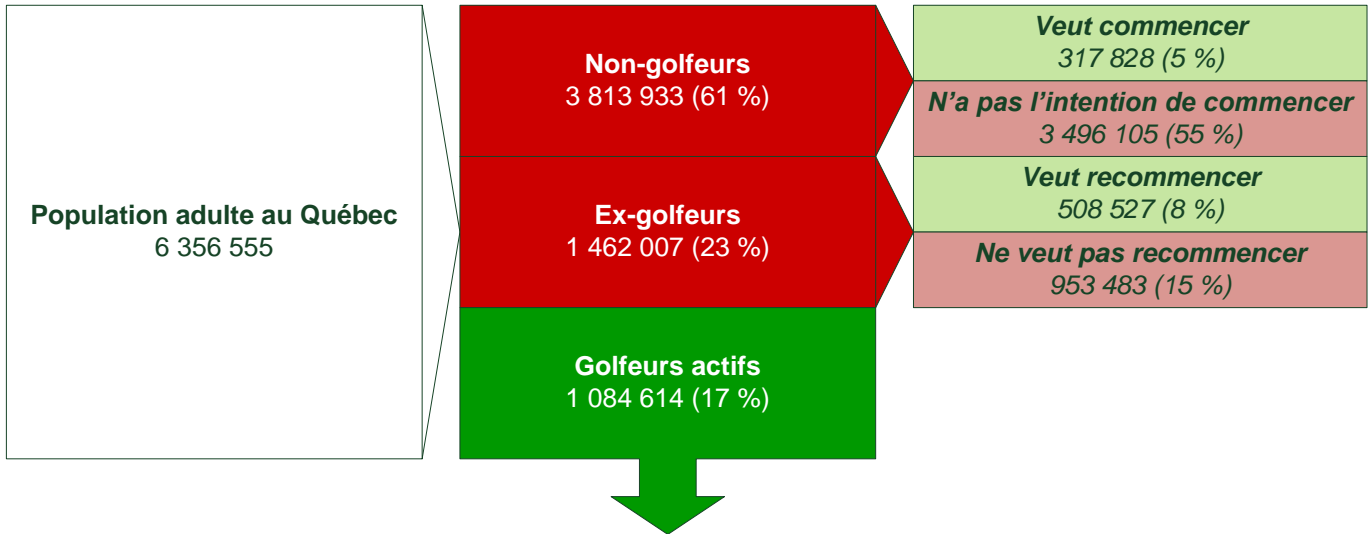 Population adulte au Québec
6 356 555
Non-golfeurs
3 813 933 (61 %)
Ex-golfeurs
1 462 007 (23 %)
Golfeurs actifs
1 084 614 (17 %)
Veut commencer
317 828 (5 %)
N’a pas l’intention de commencer
3 496 105 (55 %)
Veut recommencer
508 527 (8 %)
Ne veut pas recommencer
953 483 (15 %)